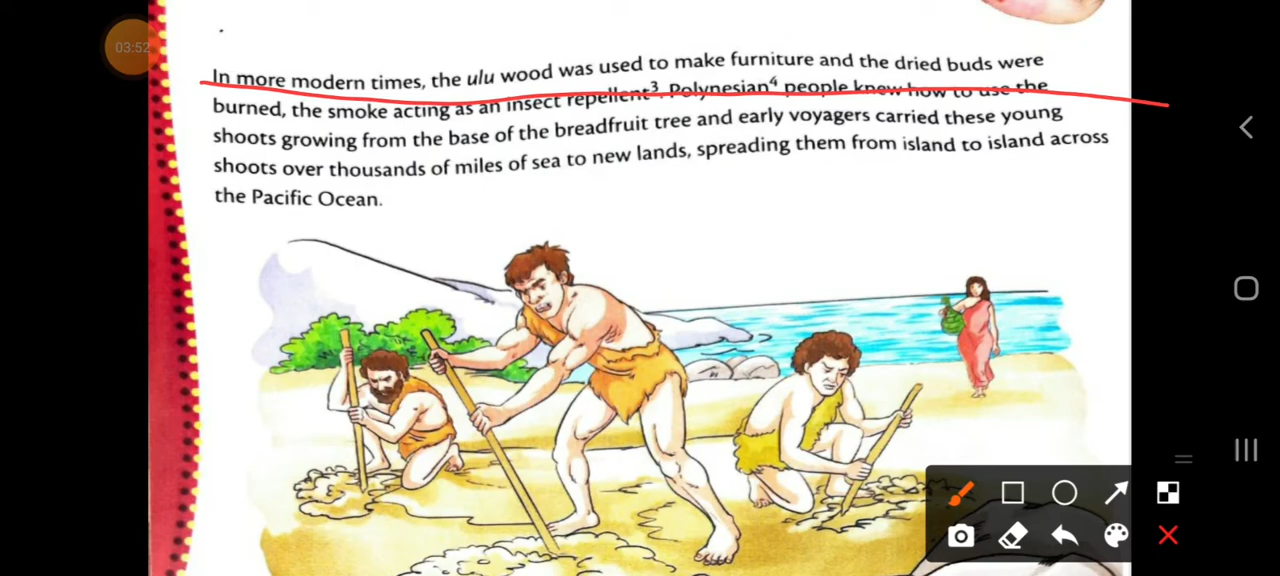 03:52
In more modern times, the ulu wood was used to make furniture and the dried buds were
burned, the smoke acting as an insect repellent³. Polynesian⁴ people knew how to use the
shoots growing from the base of the breadfruit tree and early voyagers carried these young
shoots over thousands of miles of sea to new lands, spreading them from island to island across
the Pacific Ocean.